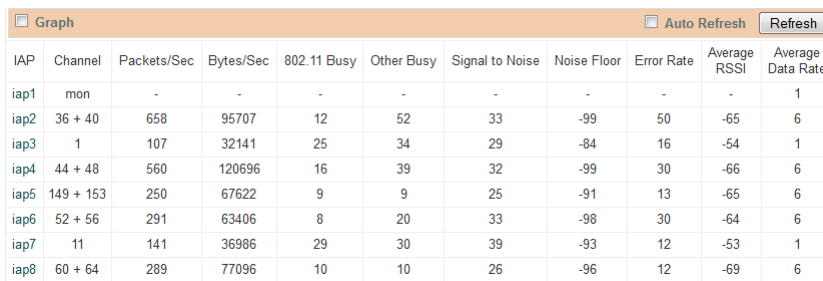 Graph Auto Refresh Refresh
IAP Channel Packets/Sec Bytes/Sec 802.11 Busy Other Busy Signal to Noise Noise Floor Error Rate Average RSSI Average Data Rate
iap1 mon - - - - - - - - 1
iap2 36 + 40 658 95707 12 52 33 -99 50 -65 6
iap3 1 107 32141 25 34 29 -84 16 -54 1
iap4 44 + 48 560 120696 16 39 32 -99 30 -66 6
iap5 149 + 153 250 67622 9 9 25 -91 13 -65 6
iap6 52 + 56 291 63406 8 20 33 -98 30 -64 6
iap7 11 141 36986 29 30 39 -93 12 -53 1
iap8 60 + 64 289 77096 10 10 26 -96 12 -69 6